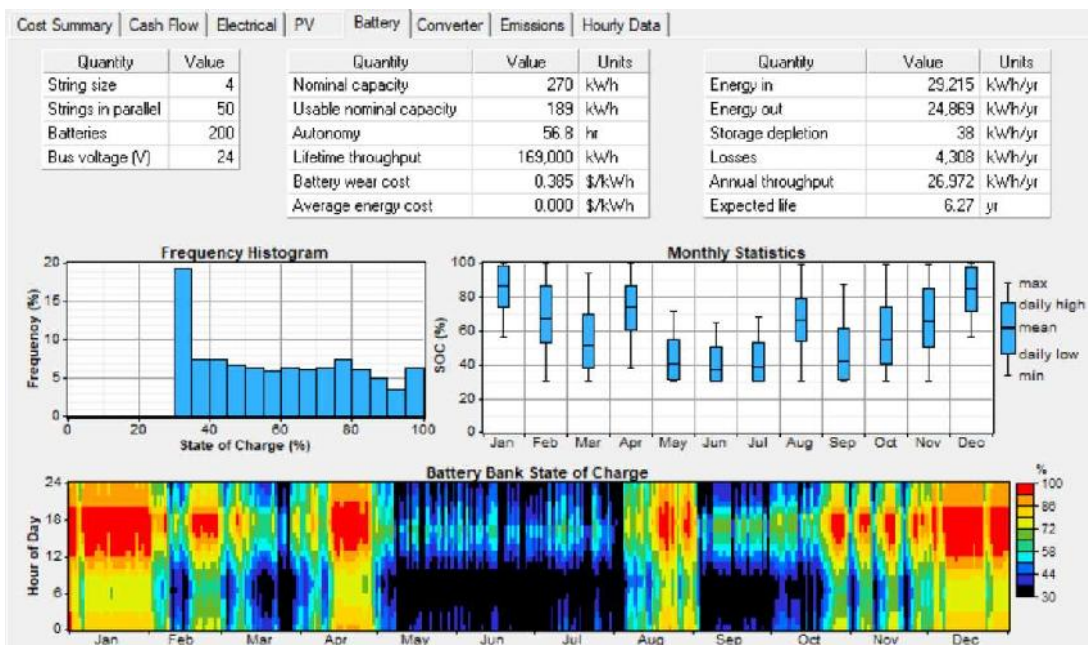 Cost Summary Cash Flow Electrical PV Battery Converter Emissions Hourly Data
Quantity Value
String size 4
Strings in parallel 50
Batteries 200
Bus voltage (V) 24
Quantity Value Units
Nominal capacity 270 kWh
Usable nominal capacity 189 kWh
Autonomy 56.8 hr
Lifetime throughput 169,000 kWh
Battery wear cost 0.385 $/kWh
Average energy cost 0.000 $/kWh
Quantity Value Units
Energy in 29,215 kWh/yr
Energy out 24,869 kWh/yr
Storage depletion 38 kWh/yr
Losses 4,308 kWh/yr
Annual throughput 26,972 kWh/yr
Expected life 6.27 yr
Frequency Histogram
Frequency (%)
20
15
10
5
0
0 20 40 60 80 100
State of Charge (%)
Monthly Statistics
SOC (%)
100
80
60
40
20
0
Jan Feb Mar Apr May Jun Jul Aug Sep Oct Nov Dec
max
daily high
mean
daily low
min
Battery Bank State of Charge
Hour of Day
24
18
12
6
0
Jan Feb Mar Apr May Jun Jul Aug Sep Oct Nov Dec
%
100
86
72
58
44
30